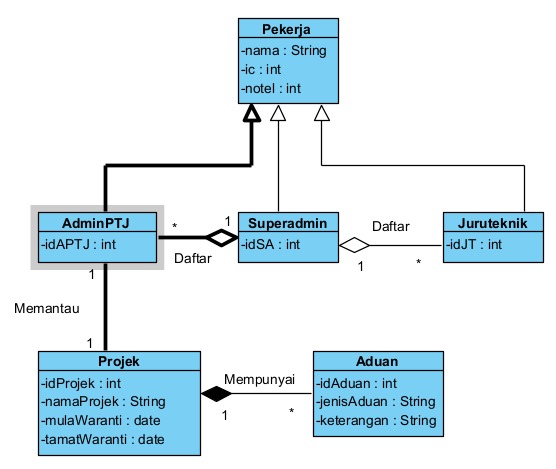 Pekerja
-nama : String
-ic : int
-notel : int
AdminPTJ
-idAPTJ : int
*
1
Daftar
Superadmin
-idSA : int
Daftar
1
*
Juruteknik
-idJT : int
1
Memantau
1
Projek
-idProjek : int
-namaProjek : String
-mulaWaranti : date
-tamatWaranti : date
Mempunyai
1
*
Aduan
-idAduan : int
-jenisAduan : String
-keterangan : String